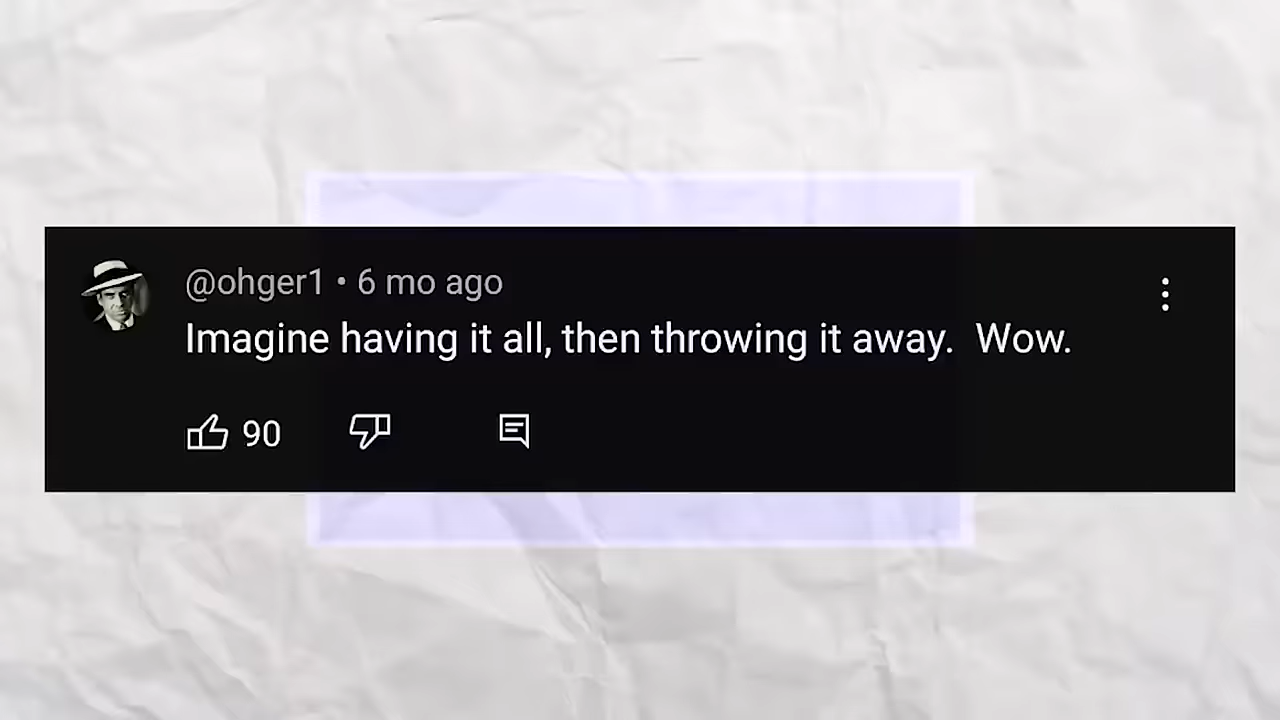 @ohger1 • 6 mo ago
Imagine having it all, then throwing it away.  Wow.
90